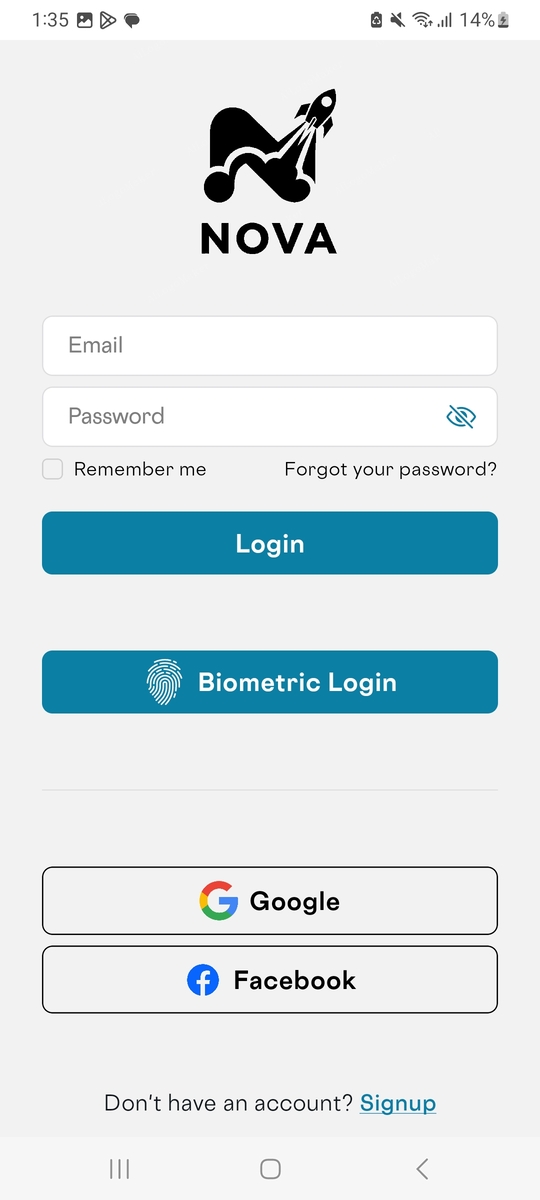 1:35 14%
NOVA
Email
Password
Remember me Forgot your password?
Login
Biometric Login
Google
Facebook
Don't have an account? Signup